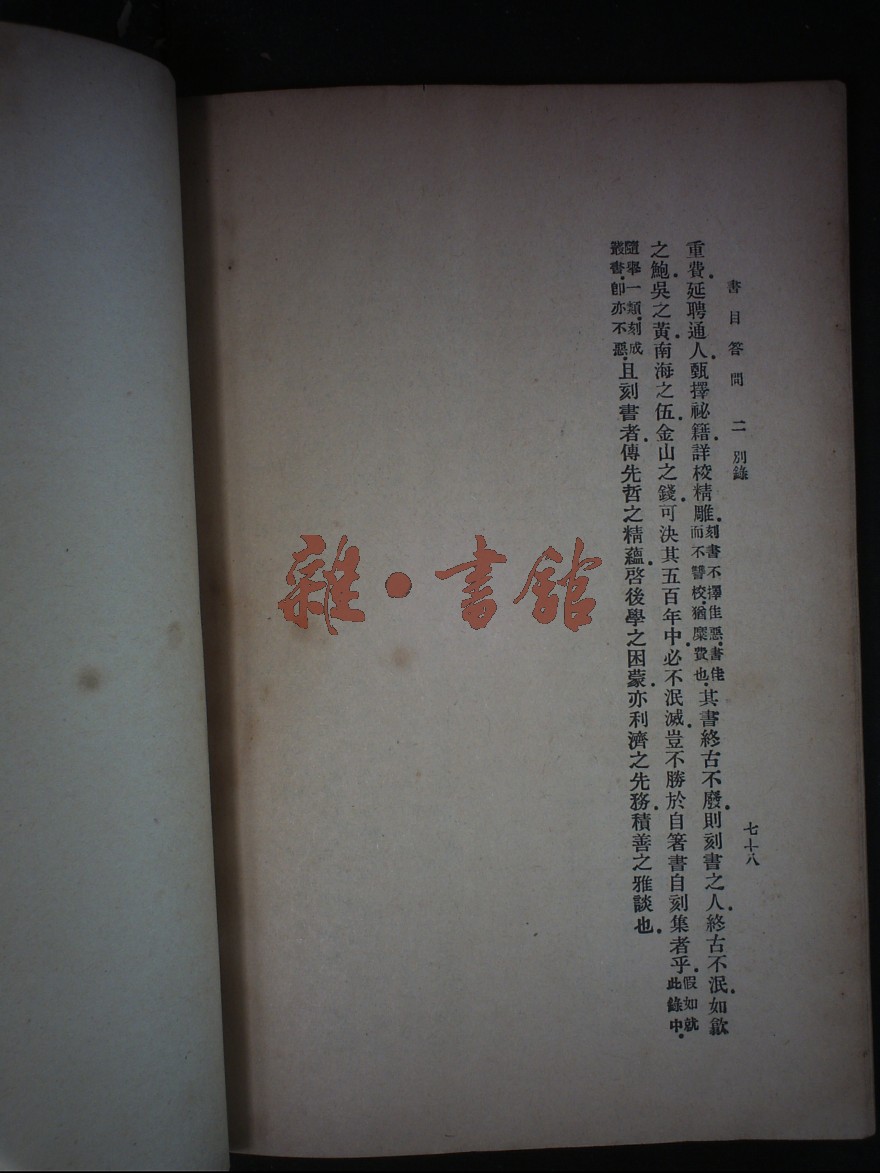 書目答問 二 別錄 七十八
重費.延聘通人.甄擇祕籍.詳校精雕.刻書不擇佳惡.書佳而不讐校.猶糜費也.其書終古不廢.則刻書之人.終古不泯.如歙
之鮑.吳之黃.南海之伍.金山之錢.可決其五百年中.必不泯滅.豈不勝於自箸書自刻集者乎.假如就此錄中.
隨舉一類.刻成叢書.卽亦不惡.且刻書者.傳先哲之精蘊.啓後學之困蒙.亦利濟之先務.積善之雅談也.
雜·書館